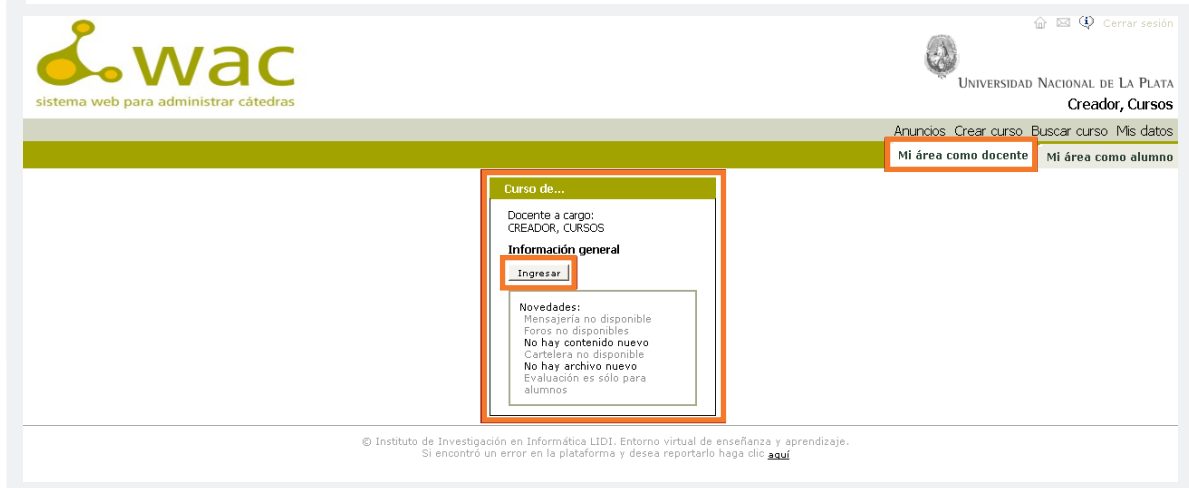 Cerrar sesión
wac
sistema web para administrar cátedras
UNIVERSIDAD NACIONAL DE LA PLATA
Creador, Cursos
Anuncios Crear curso Buscar curso Mis datos
Mi área como docente Mi área como alumno
Curso de...
Docente a cargo:
CREADOR, CURSOS
Información general
Ingresar
Novedades:
Mensajería no disponible
Foros no disponibles
No hay contenido nuevo
Cartelera no disponible
No hay archivo nuevo
Evaluación es sólo para
alumnos
© Instituto de Investigación en Informática LIDI. Entorno virtual de enseñanza y aprendizaje.
Si encontró un error en la plataforma y desea reportarlo haga clic aquí